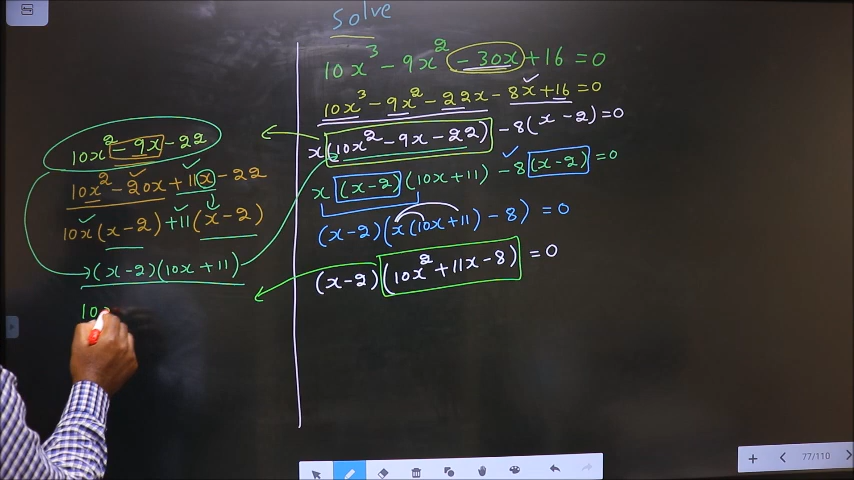 Solve
10x³ - 9x² - 30x + 16 = 0
10x³ - 9x² - 22x - 8x + 16 = 0
x(10x² - 9x - 22) - 8(x - 2) = 0
x (x-2) (10x + 11) - 8 (x-2) = 0
(x-2)(x(10x + 11) - 8) = 0
(x-2)(10x² + 11x - 8) = 0
10x² - 9x - 22
10x² - 20x + 11x - 22
10x(x-2) + 11(x-2)
(x-2)(10x + 11)
10
77/110